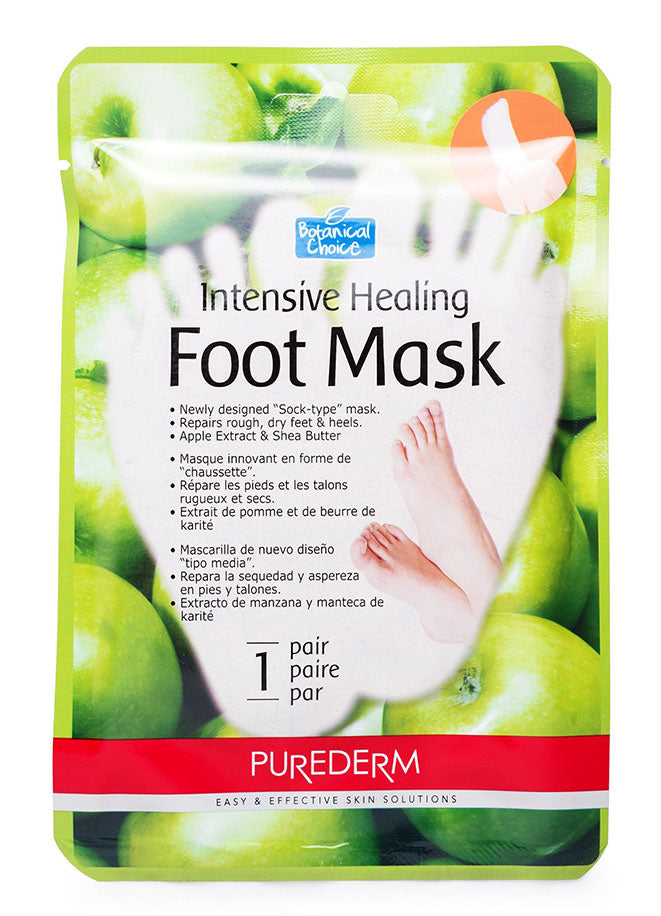 Botanical
Choice
Intensive Healing
Foot Mask
• Newly designed "Sock-type" mask.
• Repairs rough, dry feet & heels.
• Apple Extract & Shea Butter
• Masque innovant en forme de
"chaussette".
• Répare les pieds et les talons
rugueux et secs.
• Extrait de pomme et de beurre de
karité
• Mascarilla de nuevo diseño
"tipo media".
• Repara la sequedad y aspereza
en pies y talones.
• Extracto de manzana y manteca de
karité
1
pair
paire
par
PUREDERM
EASY & EFFECTIVE SKIN SOLUTIONS